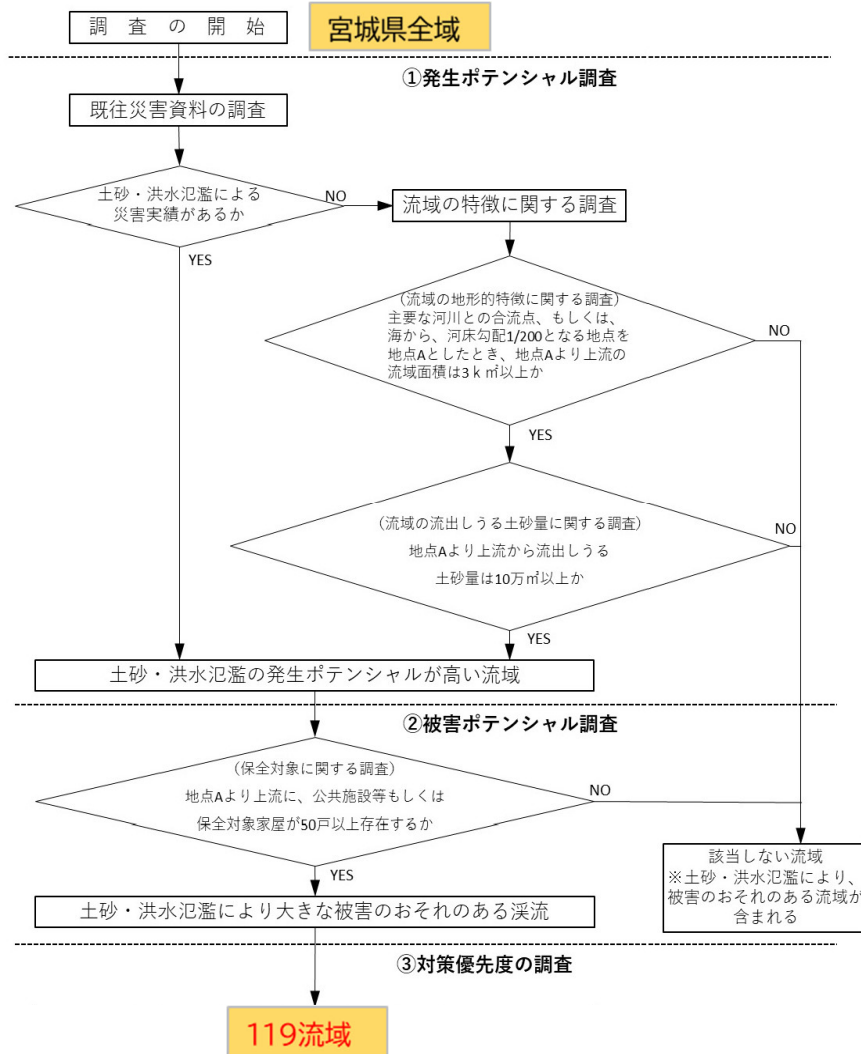 調査の開始
宮城県全域
①発生ポテンシャル調査
既往災害資料の調査
土砂・洪水氾濫による
災害実績があるか
NO
流域の特徴に関する調査
YES
（流域の地形的特徴に関する調査）
主要な河川との合流点、もしくは、
海から、河床勾配1/200となる地点を
地点Aとしたとき、地点Aより上流の
流域面積は3ｋ㎡以上か
NO
YES
（流域の流出しうる土砂量に関する調査）
地点Aより上流から流出しうる
土砂量は10万㎥以上か
NO
YES
土砂・洪水氾濫の発生ポテンシャルが高い流域
②被害ポテンシャル調査
（保全対象に関する調査）
地点Aより上流に、公共施設等もしくは
保全対象家屋が50戸以上存在するか
NO
YES
該当しない流域
※土砂・洪水氾濫により、
被害のおそれのある流域が
含まれる
土砂・洪水氾濫により大きな被害のおそれのある渓流
③対策優先度の調査
119流域